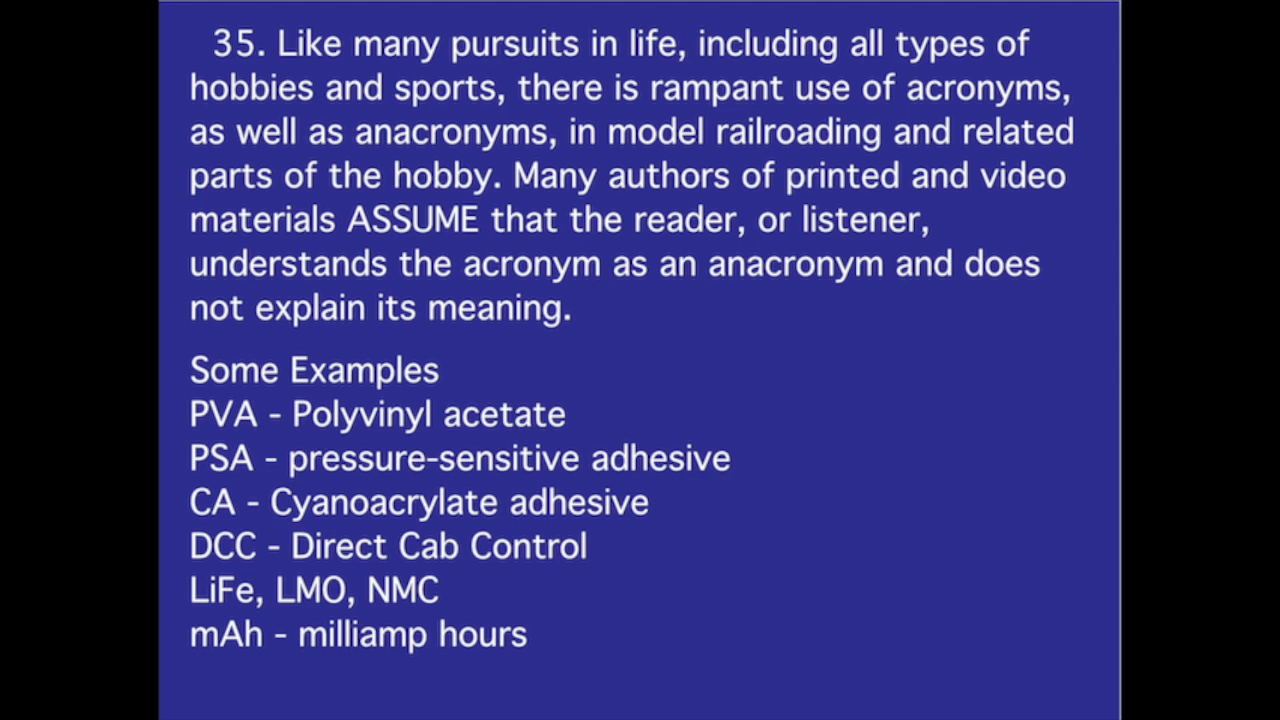 35. Like many pursuits in life, including all types of
hobbies and sports, there is rampant use of acronyms,
as well as anacronyms, in model railroading and related
parts of the hobby. Many authors of printed and video
materials ASSUME that the reader, or listener,
understands the acronym as an anacronym and does
not explain its meaning.
Some Examples
PVA - Polyvinyl acetate
PSA - pressure-sensitive adhesive
CA - Cyanoacrylate adhesive
DCC - Direct Cab Control
LiFe, LMO, NMC
mAh - milliamp hours